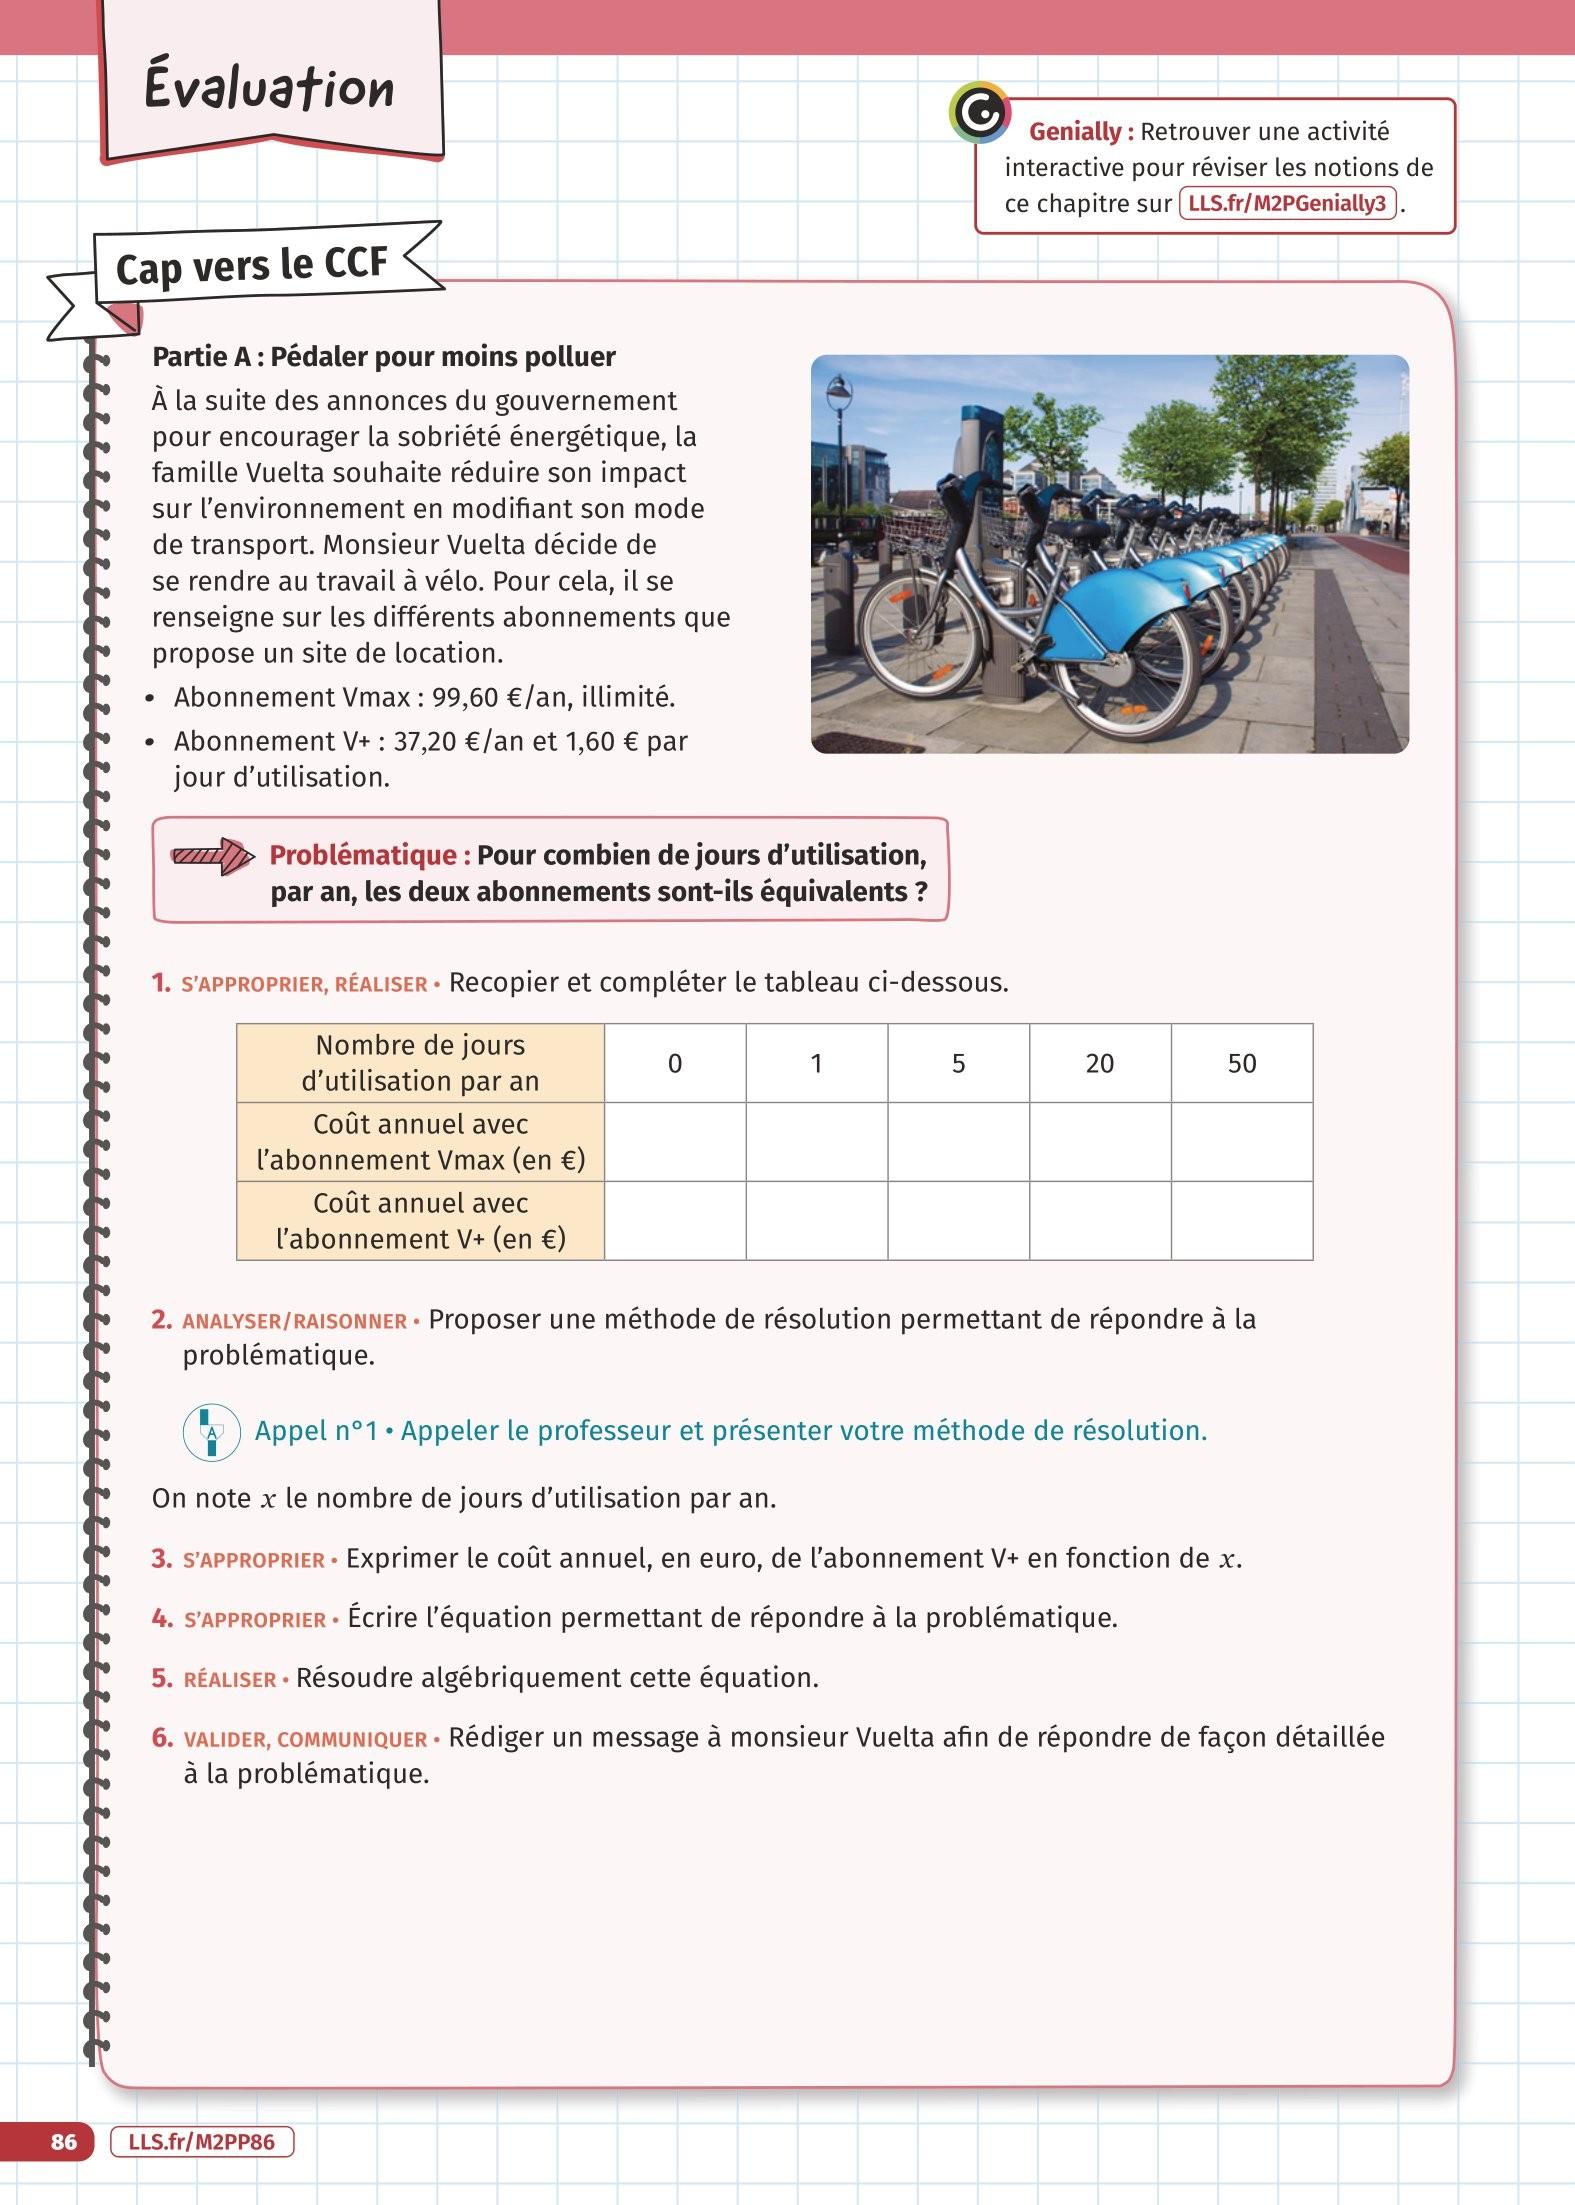 Évaluation
Genially : Retrouver une activité
interactive pour réviser les notions de
ce chapitre sur LLS.fr/M2PGenially3 .
Cap vers le CCF
Partie A : Pédaler pour moins polluer
À la suite des annonces du gouvernement
pour encourager la sobriété énergétique, la
famille Vuelta souhaite réduire son impact
sur l’environnement en modifiant son mode
de transport. Monsieur Vuelta décide de
se rendre au travail à vélo. Pour cela, il se
renseigne sur les différents abonnements que
propose un site de location.
• Abonnement Vmax : 99,60 €/an, illimité.
• Abonnement V+ : 37,20 €/an et 1,60 € par
jour d’utilisation.
Problématique : Pour combien de jours d’utilisation,
par an, les deux abonnements sont-ils équivalents ?
1. S’APPROPRIER, RÉALISER • Recopier et compléter le tableau ci-dessous.
Nombre de jours
d’utilisation par an
0 1 5 20 50
Coût annuel avec
l’abonnement Vmax (en €)
Coût annuel avec
l’abonnement V+ (en €)
2. ANALYSER/RAISONNER • Proposer une méthode de résolution permettant de répondre à la
problématique.
A
Appel n°1 • Appeler le professeur et présenter votre méthode de résolution.
On note x le nombre de jours d’utilisation par an.
3. S’APPROPRIER • Exprimer le coût annuel, en euro, de l’abonnement V+ en fonction de x.
4. S’APPROPRIER • Écrire l’équation permettant de répondre à la problématique.
5. RÉALISER • Résoudre algébriquement cette équation.
6. VALIDER, COMMUNIQUER • Rédiger un message à monsieur Vuelta afin de répondre de façon détaillée
à la problématique.
86 LLS.fr/M2PP86